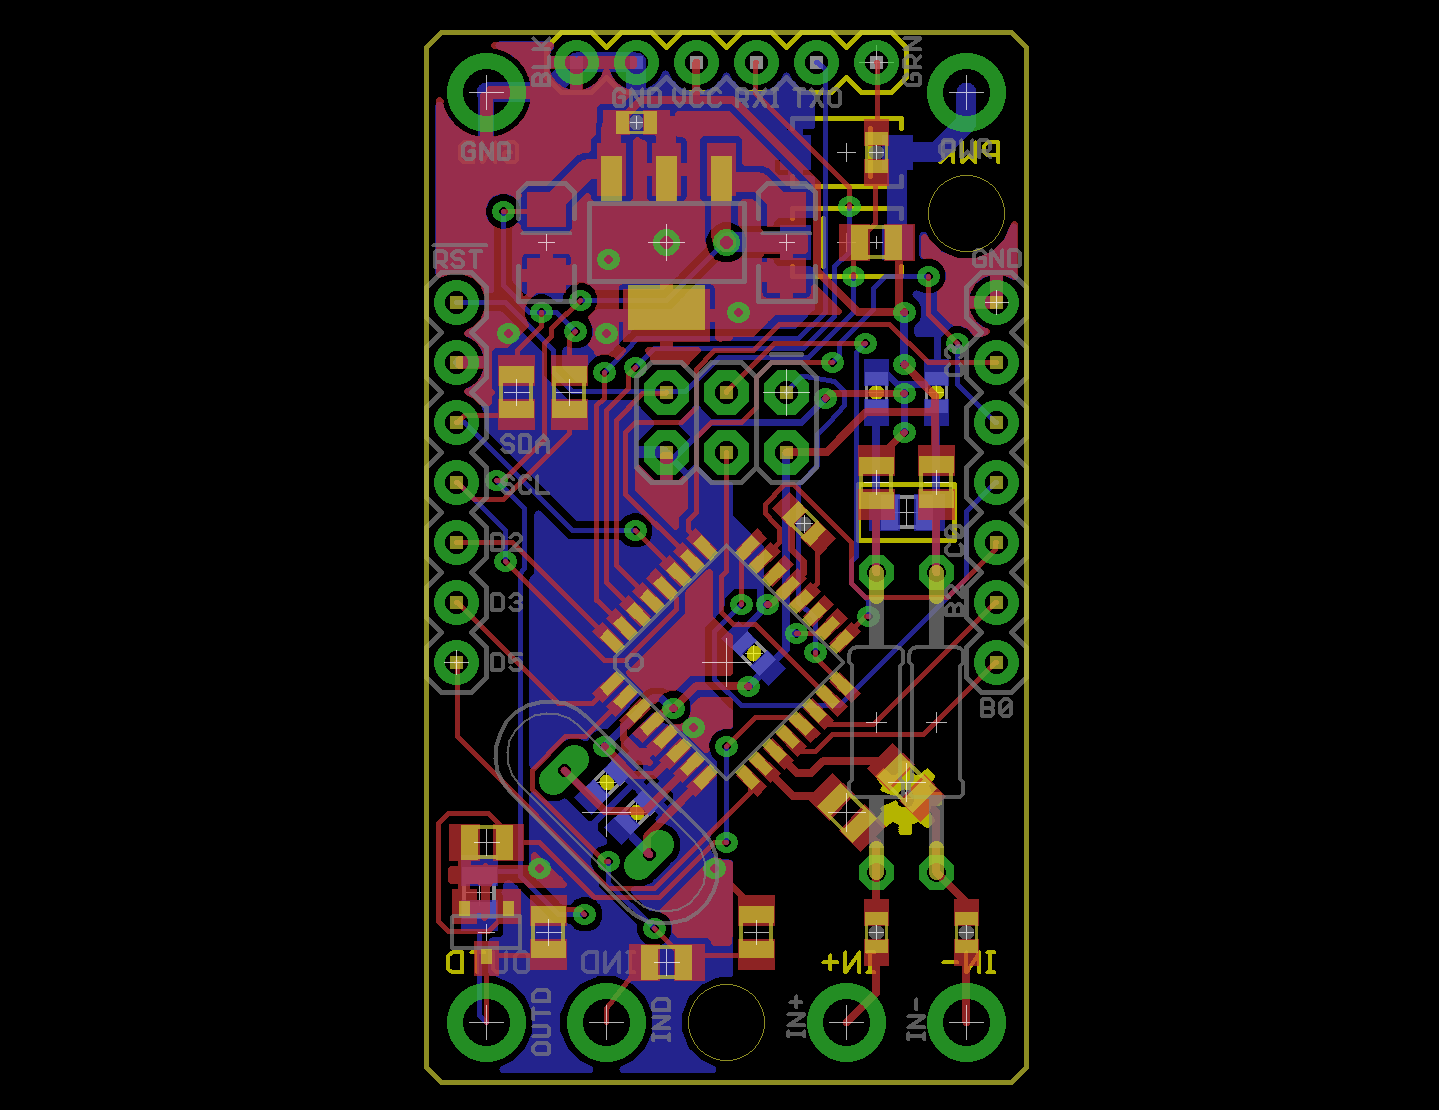 BLK
GRN
GND VCC RXI TXO
GND
PWR
RST
GND
C3
SDA
SCL
D2
C0
D3
B2
D5
B0
OUTD
IND
IN+
IN-
OUTD
IND
IN+
IN-